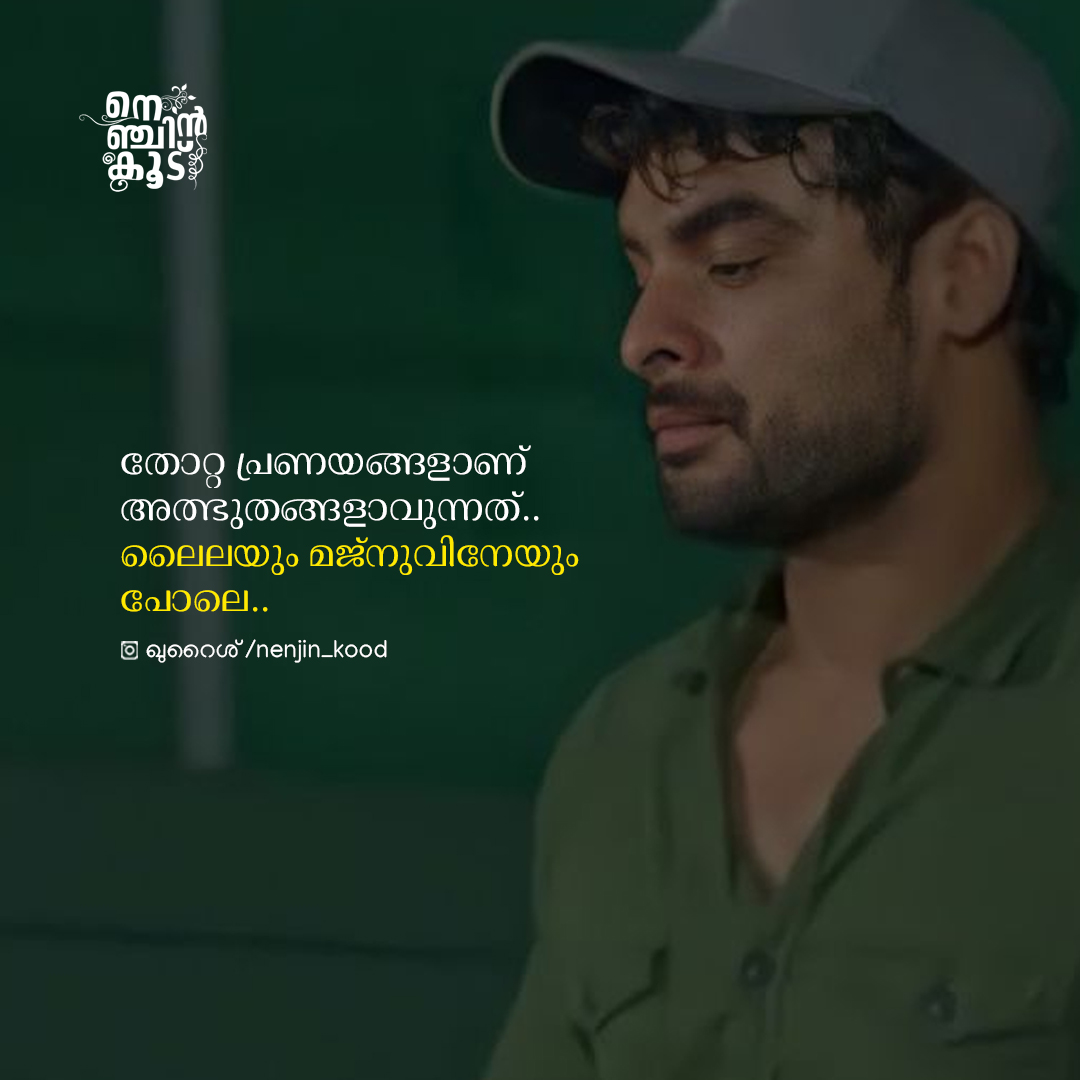 നെ
ഞ്ചിൻ
കൂട്
തോറ്റ പ്രണയങ്ങളാണ്
അത്ഭുതങ്ങളാവുന്നത്..
ലൈലയും മജ്നുവിനേയും
പോലെ..
ഖുറൈശ് /nenjin_kood